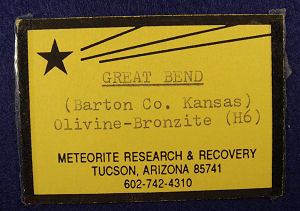 GREAT BEND
(Barton Co. Kansas)
Olivine-Bronzite (H6)
METEORITE RESEARCH & RECOVERY
TUCSON, ARIZONA 85741
602-742-4310